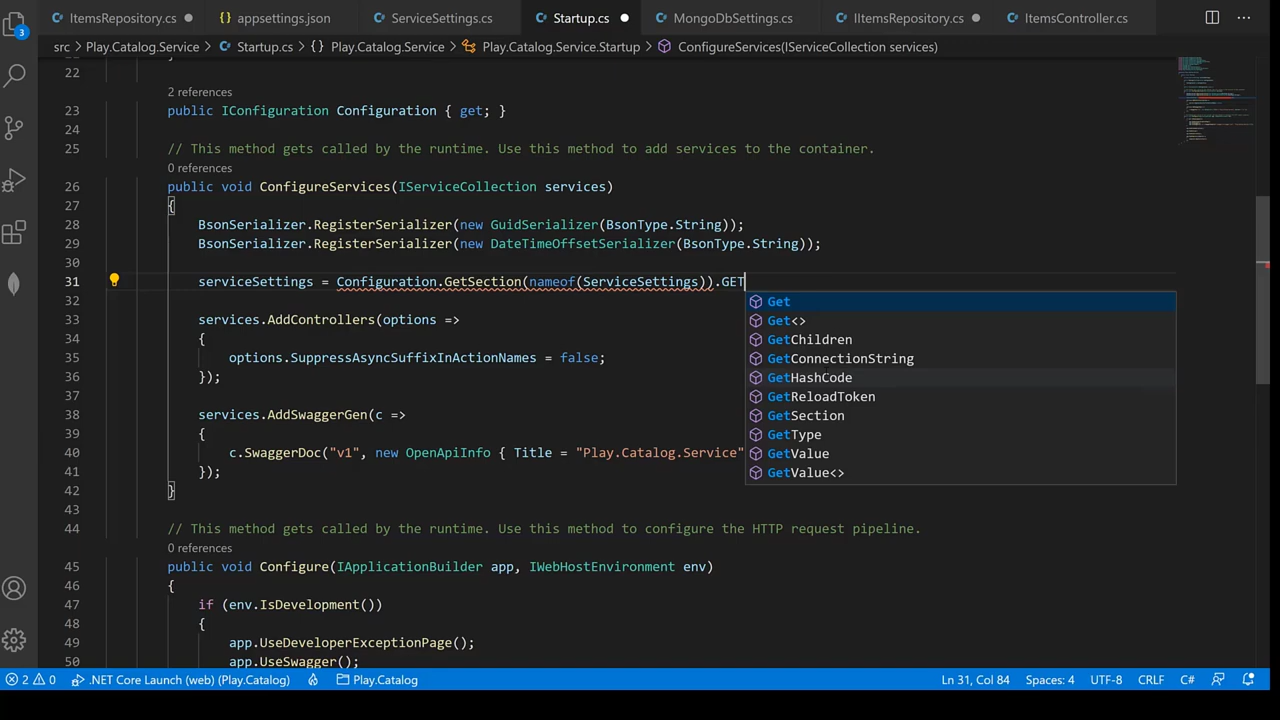 ItemsRepository.cs
appsettings.json
ServiceSettings.cs
Startup.cs
MongoDbSettings.cs
IItemsRepository.cs
ItemsController.cs
3
src > Play.Catalog.Service > Startup.cs > {} Play.Catalog.Service > Play.Catalog.Service.Startup > ConfigureServices(IServiceCollection services)
22
2 references
23 public IConfiguration Configuration { get; }
24
25 // This method gets called by the runtime. Use this method to add services to the container.
0 references
26 public void ConfigureServices(IServiceCollection services)
27 {
28 BsonSerializer.RegisterSerializer(new GuidSerializer(BsonType.String));
29 BsonSerializer.RegisterSerializer(new DateTimeOffsetSerializer(BsonType.String));
30
31 serviceSettings = Configuration.GetSection(nameof(ServiceSettings)).GET
Get
Get<>
GetChildren
GetConnectionString
GetHashCode
GetReloadToken
GetSection
GetType
GetValue
GetValue<>
32
33 services.AddControllers(options =>
34 {
35 options.SuppressAsyncSuffixInActionNames = false;
36 });
37
38 services.AddSwaggerGen(c =>
39 {
40 c.SwaggerDoc("v1", new OpenApiInfo { Title = "Play.Catalog.Service"
41 });
42 }
43
44 // This method gets called by the runtime. Use this method to configure the HTTP request pipeline.
0 references
45 public void Configure(IApplicationBuilder app, IWebHostEnvironment env)
46 {
47 if (env.IsDevelopment())
48 {
49 app.UseDeveloperExceptionPage();
50 app.UseSwagger();
2 0 .NET Core Launch (web) (Play.Catalog) Play.Catalog Ln 31, Col 84 Spaces: 4 UTF-8 CRLF C#